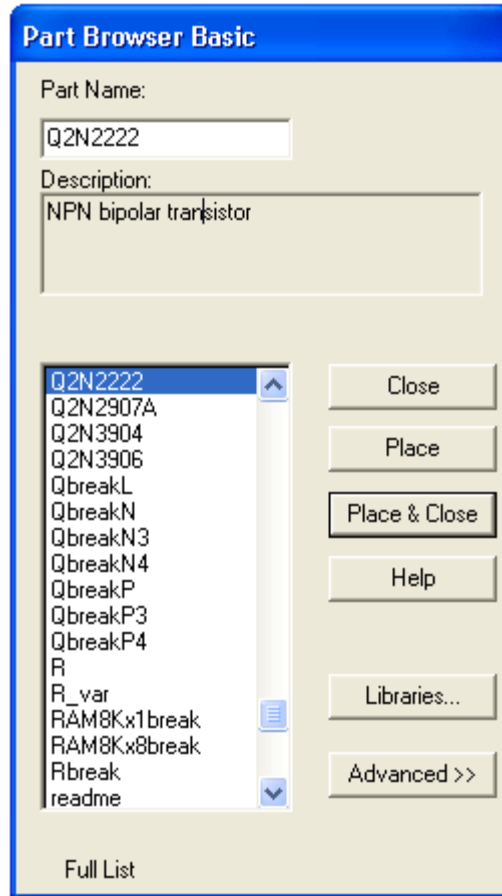 Part Browser Basic
Part Name:
Q2N2222
Description:
NPN bipolar transistor
Q2N2222
Q2N2907A
Q2N3904
Q2N3906
QbreakL
QbreakN
QbreakN3
QbreakN4
QbreakP
QbreakP3
QbreakP4
R
R_var
RAM8Kx1break
RAM8Kx8break
Rbreak
readme
Close
Place
Place & Close
Help
Libraries...
Advanced >>
Full List